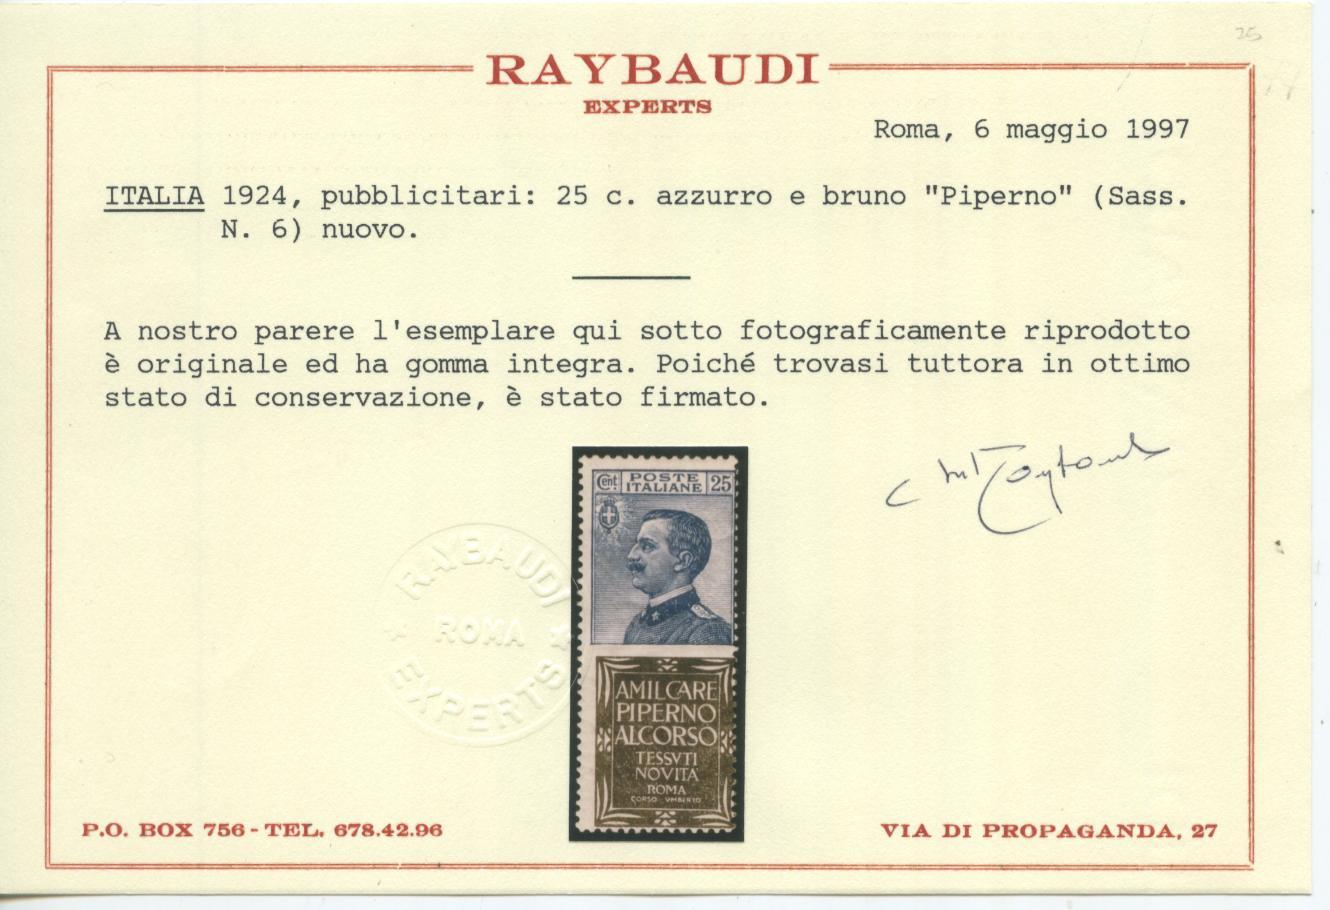 35
RAYBAUDI
EXPERTS
Roma, 6 maggio 1997
ITALIA 1924, pubblicitari: 25 c. azzurro e bruno "Piperno" (Sass.
N. 6) nuovo.
A nostro parere l'esemplare qui sotto fotograficamente riprodotto
è originale ed ha gomma integra. Poiché trovasi tuttora in ottimo
stato di conservazione, è stato firmato.
Cent. POSTE ITALIANE 25
RAYBAUDI
ROMA
EXPERTS
AMILCARE
PIPERNO
ALCORSO
TESSVTI
NOVITA'
ROMA
CORSO VMBERTO
P.O. BOX 756 - TEL. 678.42.96
VIA DI PROPAGANDA, 27